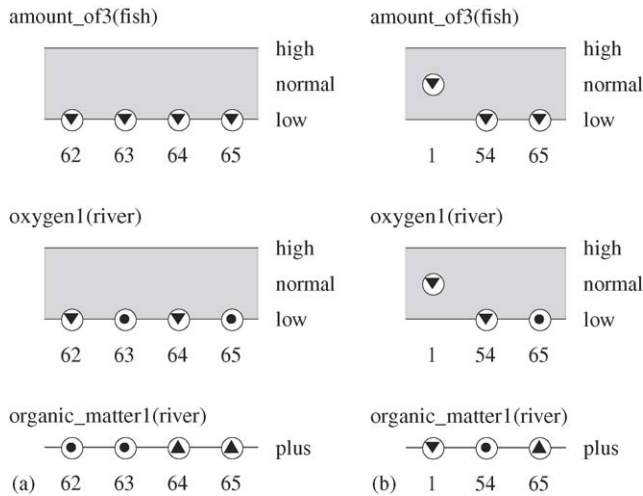 amount_of3(fish)
high
normal
low
62 63 64 65
oxygen1(river)
high
normal
low
62 63 64 65
organic_matter1(river)
plus
(a) 62 63 64 65
amount_of3(fish)
high
normal
low
1 54 65
oxygen1(river)
high
normal
low
1 54 65
organic_matter1(river)
plus
(b) 1 54 65